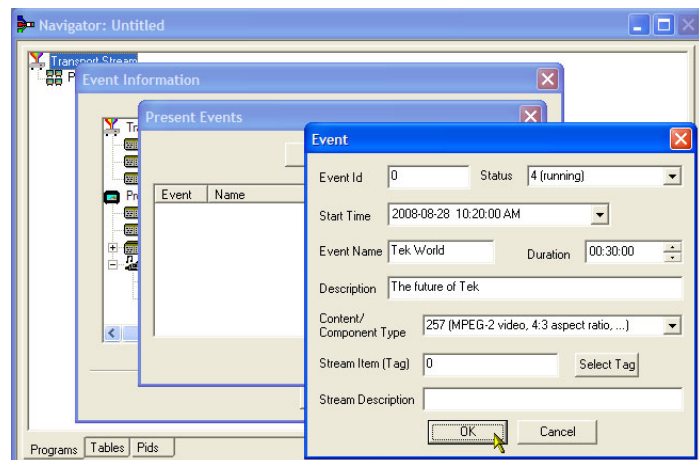 Navigator: Untitled
Transport Stream
P
Event Information
Tr
Pr
Present Events
Event Name
Event
Event Id 0 Status 4 (running)
Start Time 2008-08-28 10:20:00 AM
Event Name Tek World Duration 00:30:00
Description The future of Tek
Content/
Component Type 257 (MPEG-2 video, 4:3 aspect ratio, ...)
Stream Item (Tag) 0 Select Tag
Stream Description
OK Cancel
Programs Tables Pids